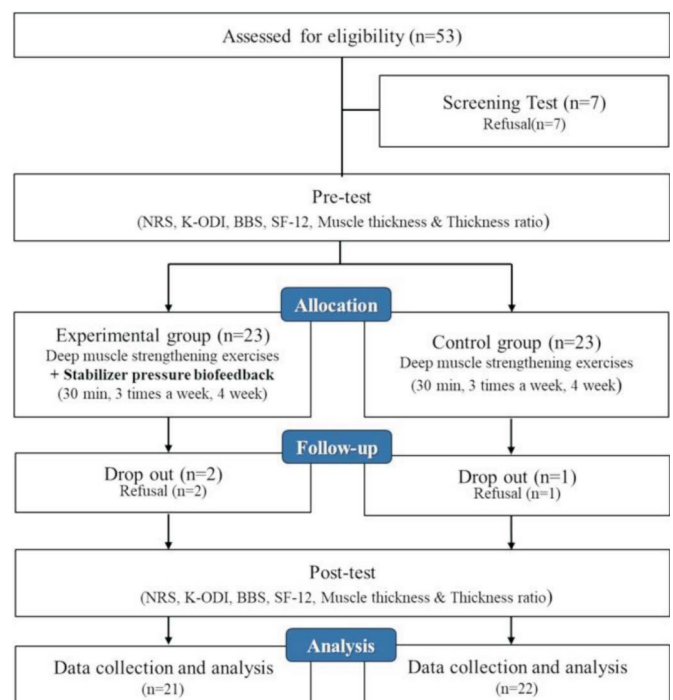 Assessed for eligibility (n=53)
Screening Test (n=7)
Refusal(n=7)
Pre-test
(NRS, K-ODI, BBS, SF-12, Muscle thickness & Thickness ratio)
Allocation
Experimental group (n=23)
Deep muscle strengthening exercises
+ Stabilizer pressure biofeedback
(30 min, 3 times a week, 4 week)
Control group (n=23)
Deep muscle strengthening exercises
(30 min, 3 times a week, 4 week)
Follow-up
Drop out (n=2)
Refusal (n=2)
Drop out (n=1)
Refusal (n=1)
Post-test
(NRS, K-ODI, BBS, SF-12, Muscle thickness & Thickness ratio)
Analysis
Data collection and analysis
(n=21)
Data collection and analysis
(n=22)